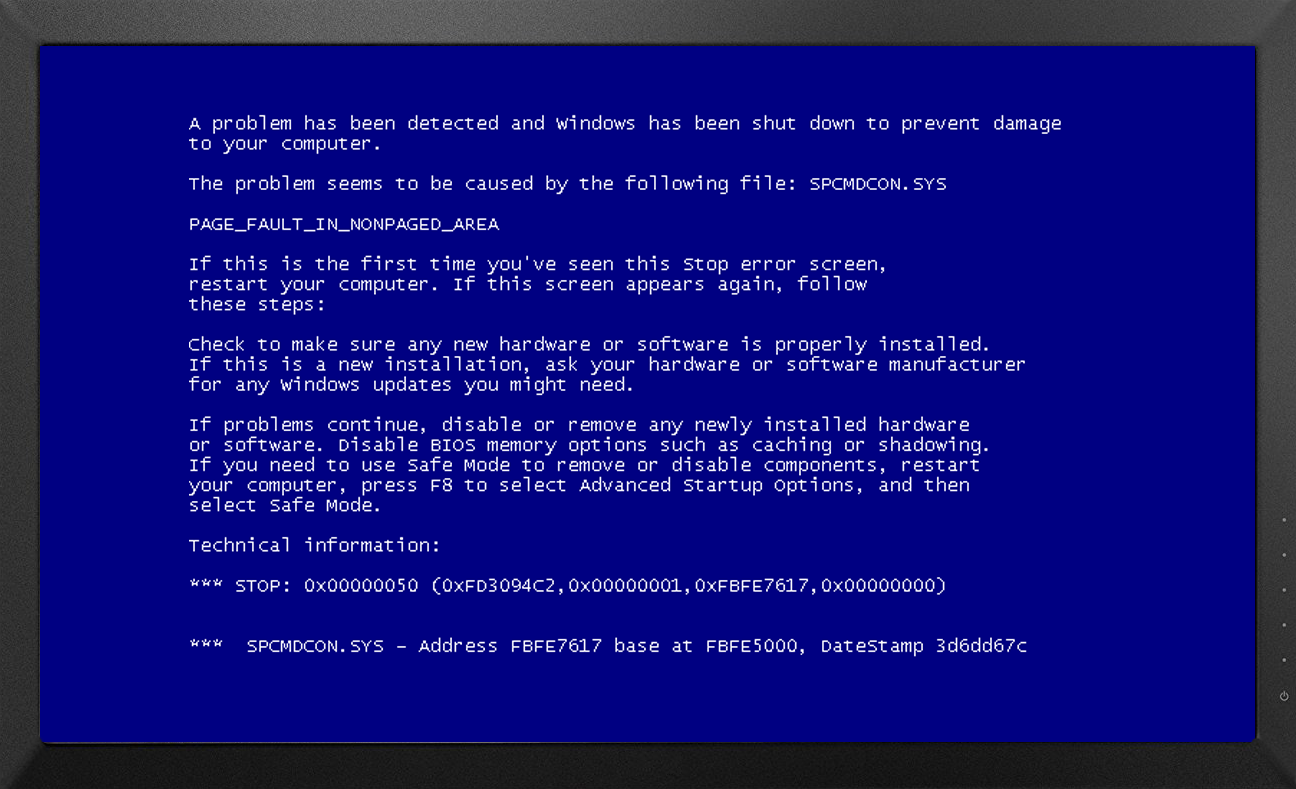 A problem has been detected and Windows has been shut down to prevent damage
to your computer.
The problem seems to be caused by the following file: SPCMDCON.SYS
PAGE_FAULT_IN_NONPAGED_AREA
If this is the first time you've seen this Stop error screen,
restart your computer. If this screen appears again, follow
these steps:
Check to make sure any new hardware or software is properly installed.
If this is a new installation, ask your hardware or software manufacturer
for any Windows updates you might need.
If problems continue, disable or remove any newly installed hardware
or software. Disable BIOS memory options such as caching or shadowing.
If you need to use Safe Mode to remove or disable components, restart
your computer, press F8 to select Advanced Startup Options, and then
select Safe Mode.
Technical information:
*** STOP: 0x00000050 (0xFD3094C2,0x00000001,0xFBFE7617,0x00000000)
***  SPCMDCON.SYS – Address FBFE7617 base at FBFE5000, DateStamp 3d6dd67c